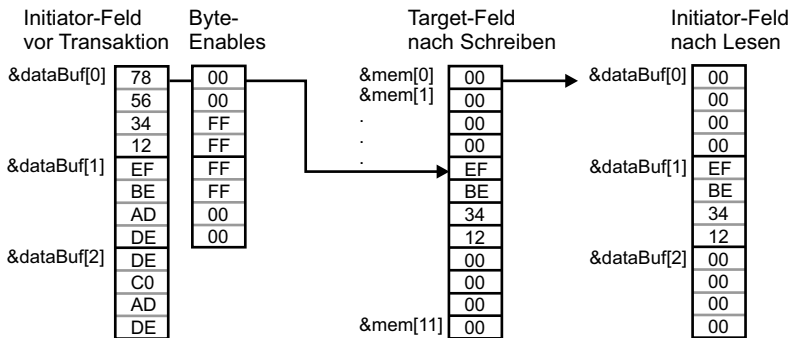 Initiator-Feld Byte- Target-Feld Initiator-Feld
vor Transaktion Enables nach Schreiben nach Lesen
&dataBuf[0] 78 00 &mem[0] 00 &dataBuf[0] 00
56 00 &mem[1] 00 00
34 FF . 00 00
12 FF . 00 00
&dataBuf[1] EF FF . EF &dataBuf[1] EF
BE FF BE BE
AD 00 34 34
DE 00 12 12
&dataBuf[2] DE 00 &dataBuf[2] 00
C0 00 00
AD 00 00
DE &mem[11] 00 00